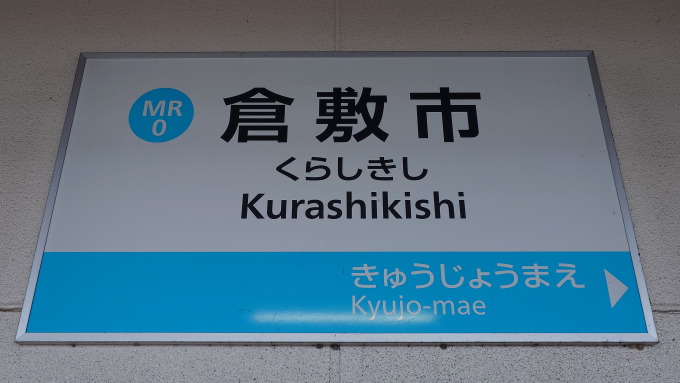 MR
0
倉敷市
くらしきし
Kurashikishi
きゅうじょうまえ
Kyujo-mae